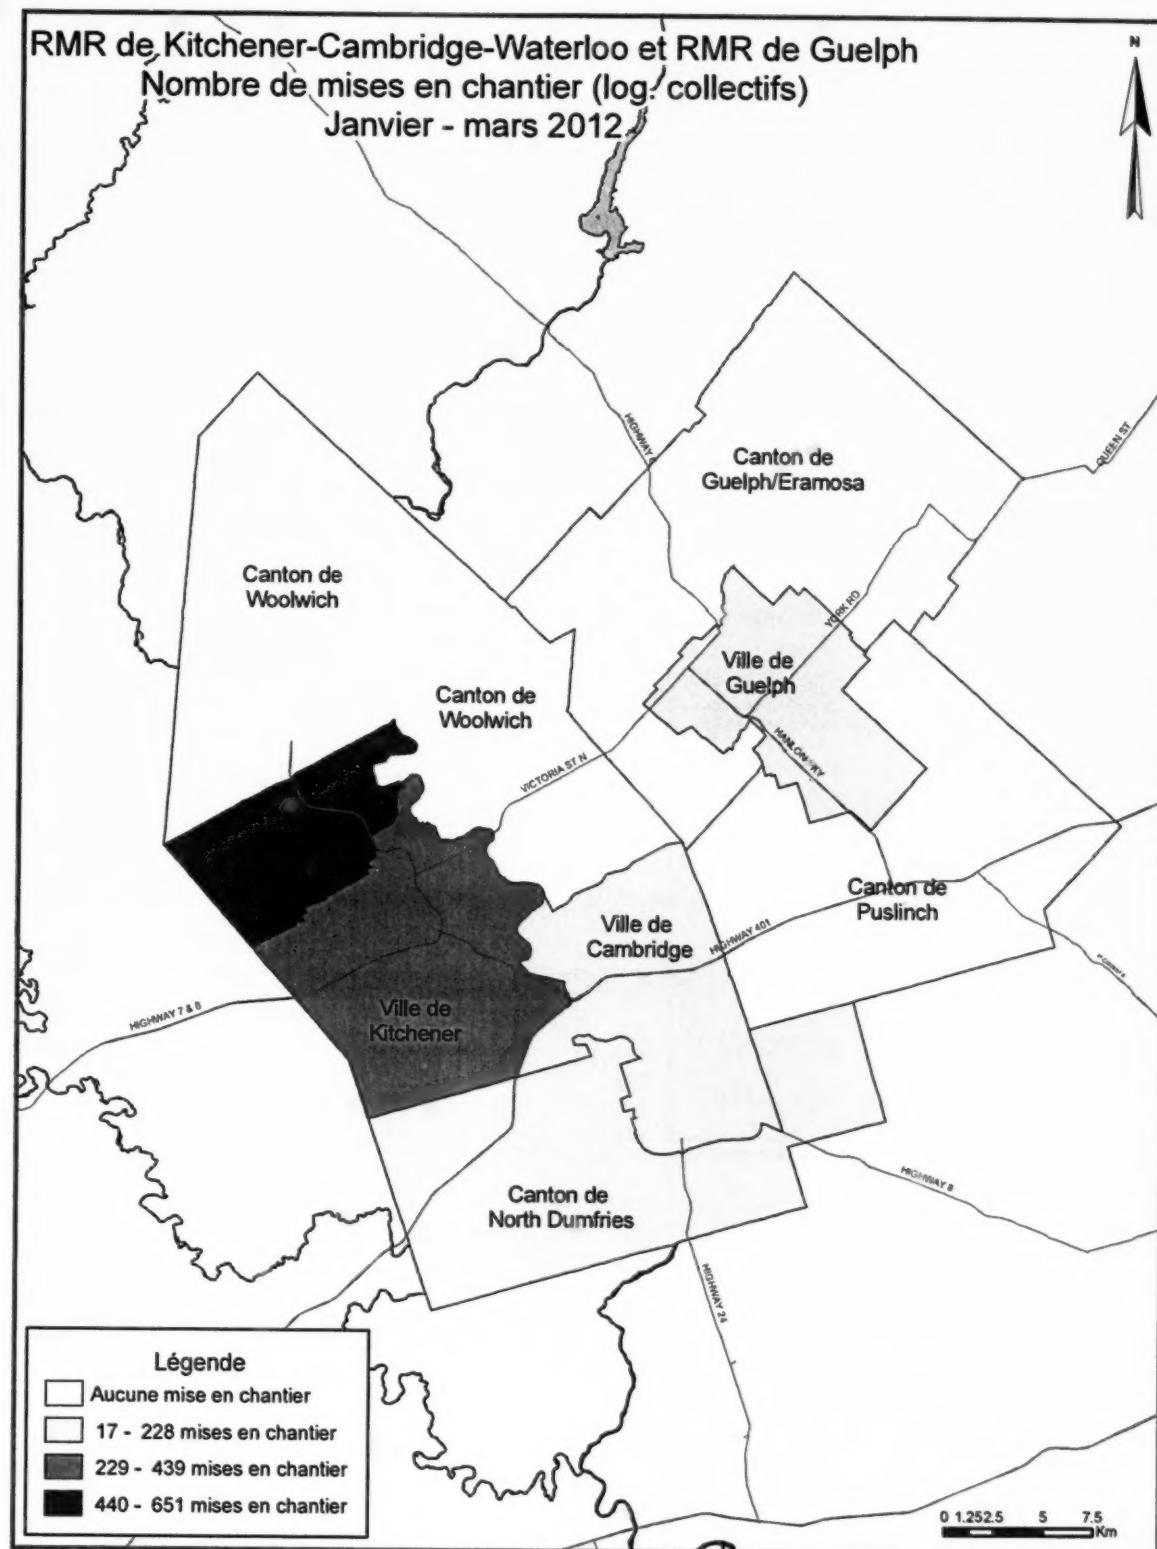 RMR de Kitchener-Cambridge-Waterloo et RMR de Guelph
Nombre de mises en chantier (log. collectifs)
Janvier - mars 2012
N
HIGHWAY 6
QUEEN ST
Canton de
Guelph/Eramosa
Canton de
Woolwich
YORK RD
Ville de
Guelph
Canton de
Woolwich
HANLON
VICTORIA ST N
Canton de
Puslinch
Ville de
Cambridge
HIGHWAY 401
Ville de
Kitchener
HIGHWAY 7 & 8
HIGHWAY 8
Canton de
North Dumfries
HIGHWAY 24
Légende
Aucune mise en chantier
17 - 228 mises en chantier
229 - 439 mises en chantier
440 - 651 mises en chantier
0 1.25 2.5 5 7.5
Km